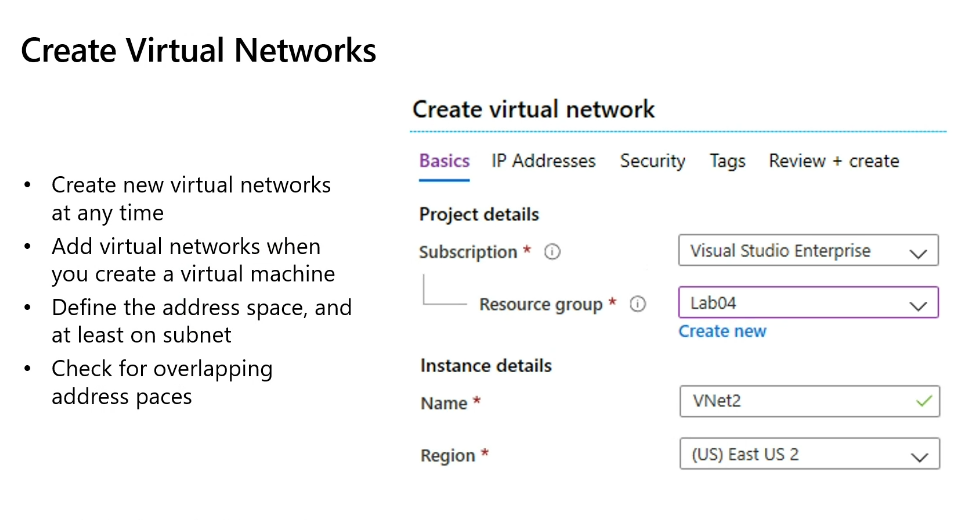 Create Virtual Networks
• Create new virtual networks
at any time
• Add virtual networks when
you create a virtual machine
• Define the address space, and
at least on subnet
• Check for overlapping
address paces
Create virtual network
Basics IP Addresses Security Tags Review + create
Project details
Subscription * Visual Studio Enterprise
Resource group * Lab04
Create new
Instance details
Name * VNet2
Region * (US) East US 2